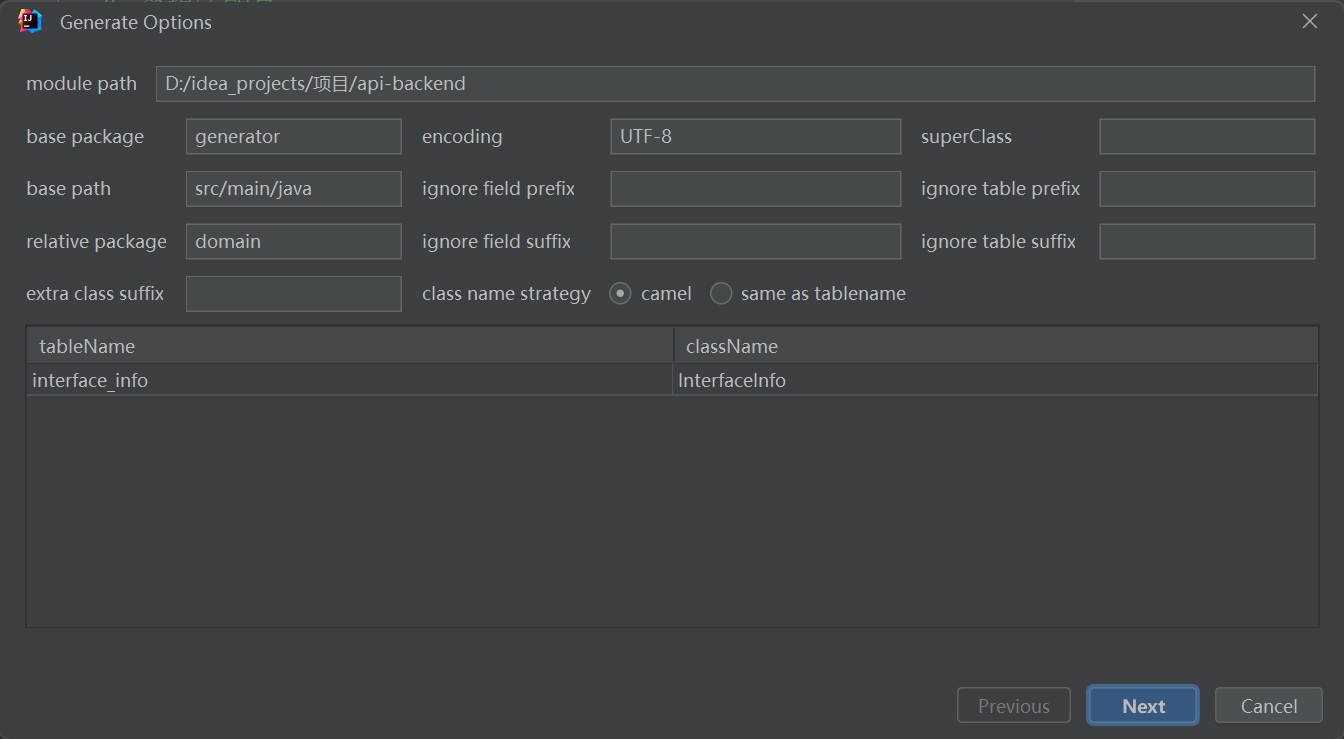 Generate Options
module path D:/idea_projects/项目/api-backend
base package generator encoding UTF-8 superClass
base path src/main/java ignore field prefix ignore table prefix
relative package domain ignore field suffix ignore table suffix
extra class suffix class name strategy camel same as tablename
tableName className
interface_info InterfaceInfo
Previous Next Cancel